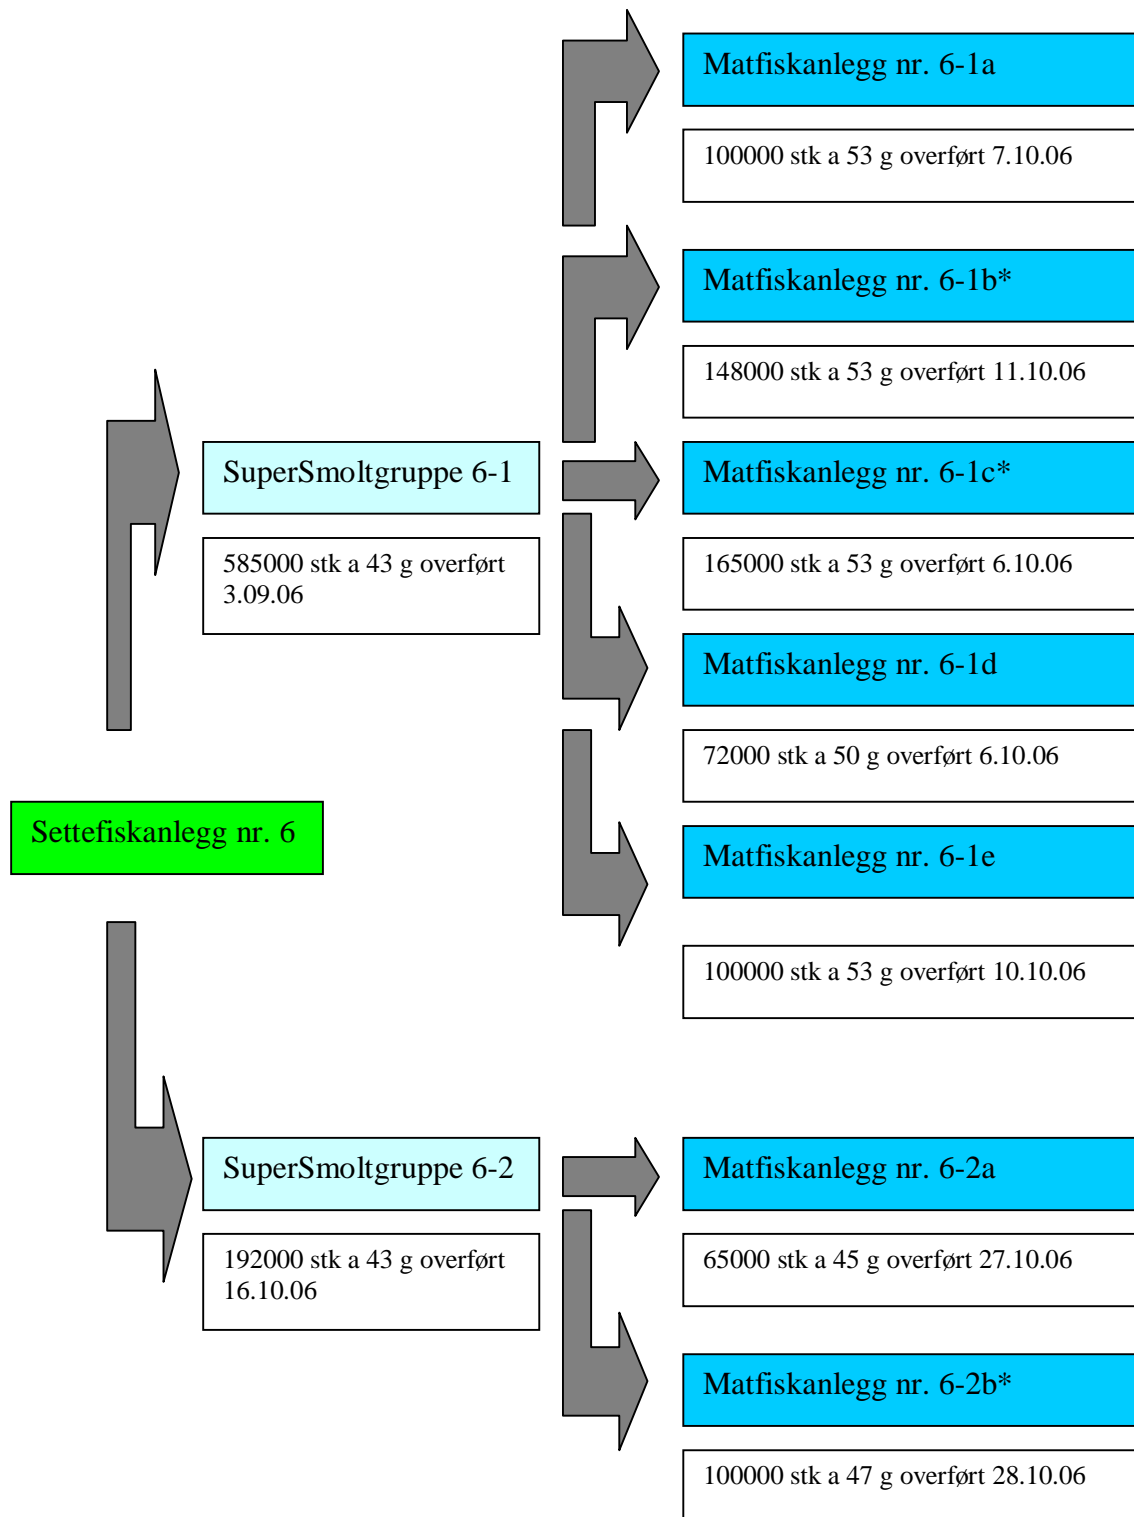 Matfiskanlegg nr. 6-1a
100000 stk a 53 g overført 7.10.06
Matfiskanlegg nr. 6-1b*
148000 stk a 53 g overført 11.10.06
SuperSmoltgruppe 6-1
585000 stk a 43 g overført
3.09.06
Matfiskanlegg nr. 6-1c*
165000 stk a 53 g overført 6.10.06
Matfiskanlegg nr. 6-1d
72000 stk a 50 g overført 6.10.06
Settefiskanlegg nr. 6
Matfiskanlegg nr. 6-1e
100000 stk a 53 g overført 10.10.06
SuperSmoltgruppe 6-2
192000 stk a 43 g overført
16.10.06
Matfiskanlegg nr. 6-2a
65000 stk a 45 g overført 27.10.06
Matfiskanlegg nr. 6-2b*
100000 stk a 47 g overført 28.10.06